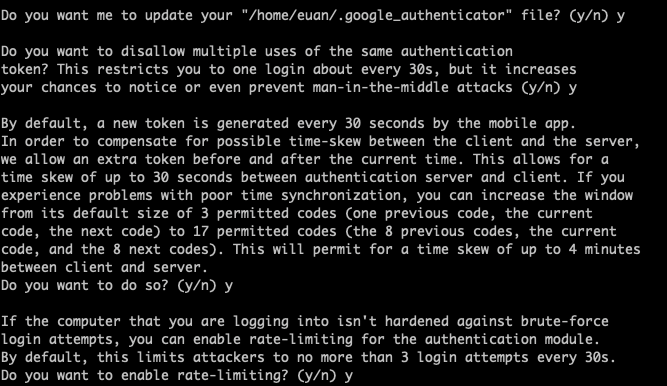 Do you want me to update your "/home/euan/.google_authenticator" file? (y/n) y
Do you want to disallow multiple uses of the same authentication
token? This restricts you to one login about every 30s, but it increases
your chances to notice or even prevent man-in-the-middle attacks (y/n) y
By default, a new token is generated every 30 seconds by the mobile app.
In order to compensate for possible time-skew between the client and the server,
we allow an extra token before and after the current time. This allows for a
time skew of up to 30 seconds between authentication server and client. If you
experience problems with poor time synchronization, you can increase the window
from its default size of 3 permitted codes (one previous code, the current
code, the next code) to 17 permitted codes (the 8 previous codes, the current
code, and the 8 next codes). This will permit for a time skew of up to 4 minutes
between client and server.
Do you want to do so? (y/n) y
If the computer that you are logging into isn't hardened against brute-force
login attempts, you can enable rate-limiting for the authentication module.
By default, this limits attackers to no more than 3 login attempts every 30s.
Do you want to enable rate-limiting? (y/n) y